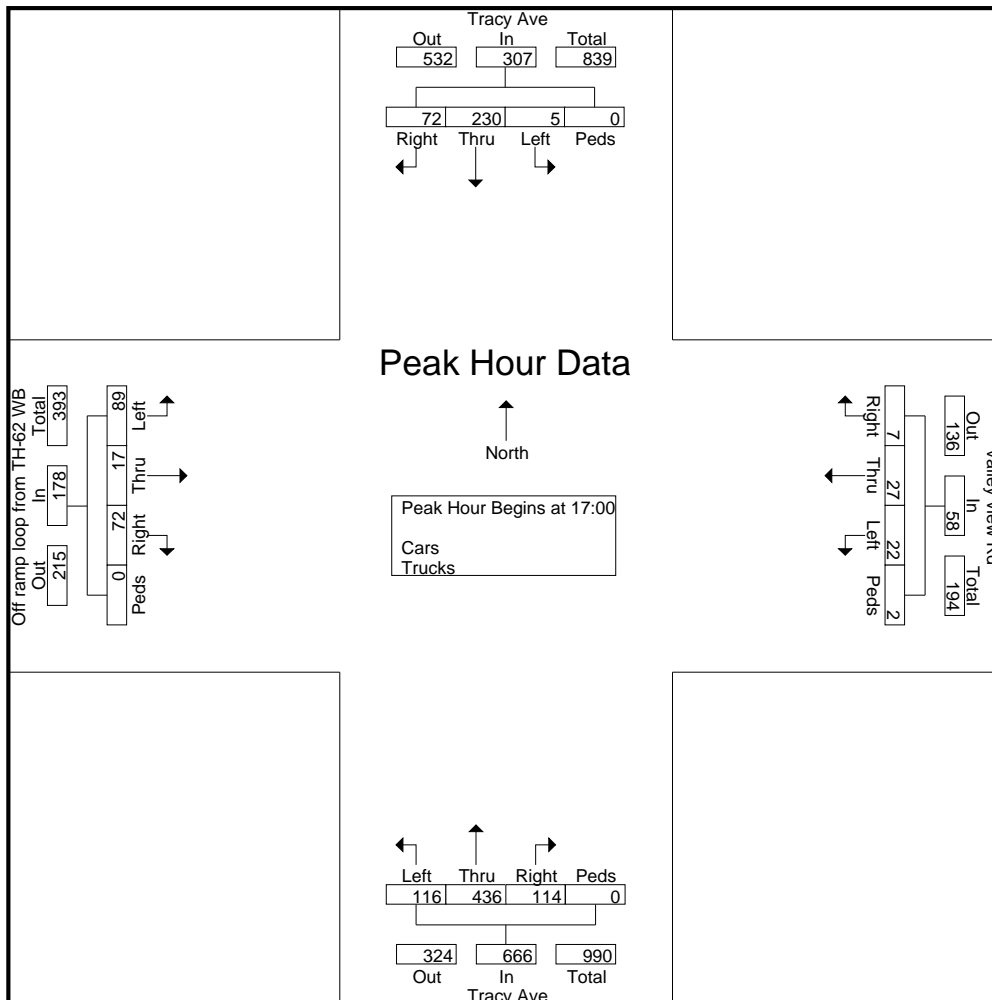 Tracy Ave
Out In Total
532 307 839
72 230 5 0
Right Thru Left Peds
Peak Hour Data
North
Peak Hour Begins at 17:00
Cars
Trucks
Off ramp loop from TH-62 WB
Out In Total
215 178 393
0 72 17 89
Peds Right Thru Left
Valley View Rd
Out In Total
136 58 194
7 27 22 2
Right Thru Left Peds
Left Thru Right Peds
116 436 114 0
324 666 990
Out In Total
Tracy Ave